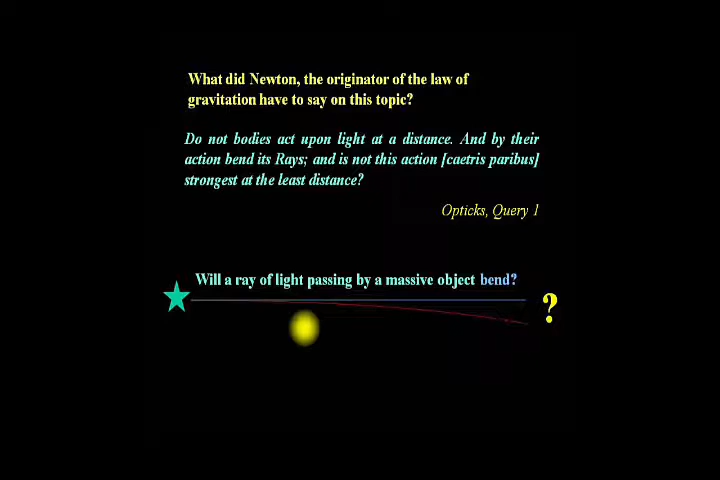 What did Newton, the originator of the law of
gravitation have to say on this topic?
Do not bodies act upon light at a distance. And by their
action bend its Rays; and is not this action [caetris paribus]
strongest at the least distance?
Opticks, Query 1
Will a ray of light passing by a massive object bend?
?